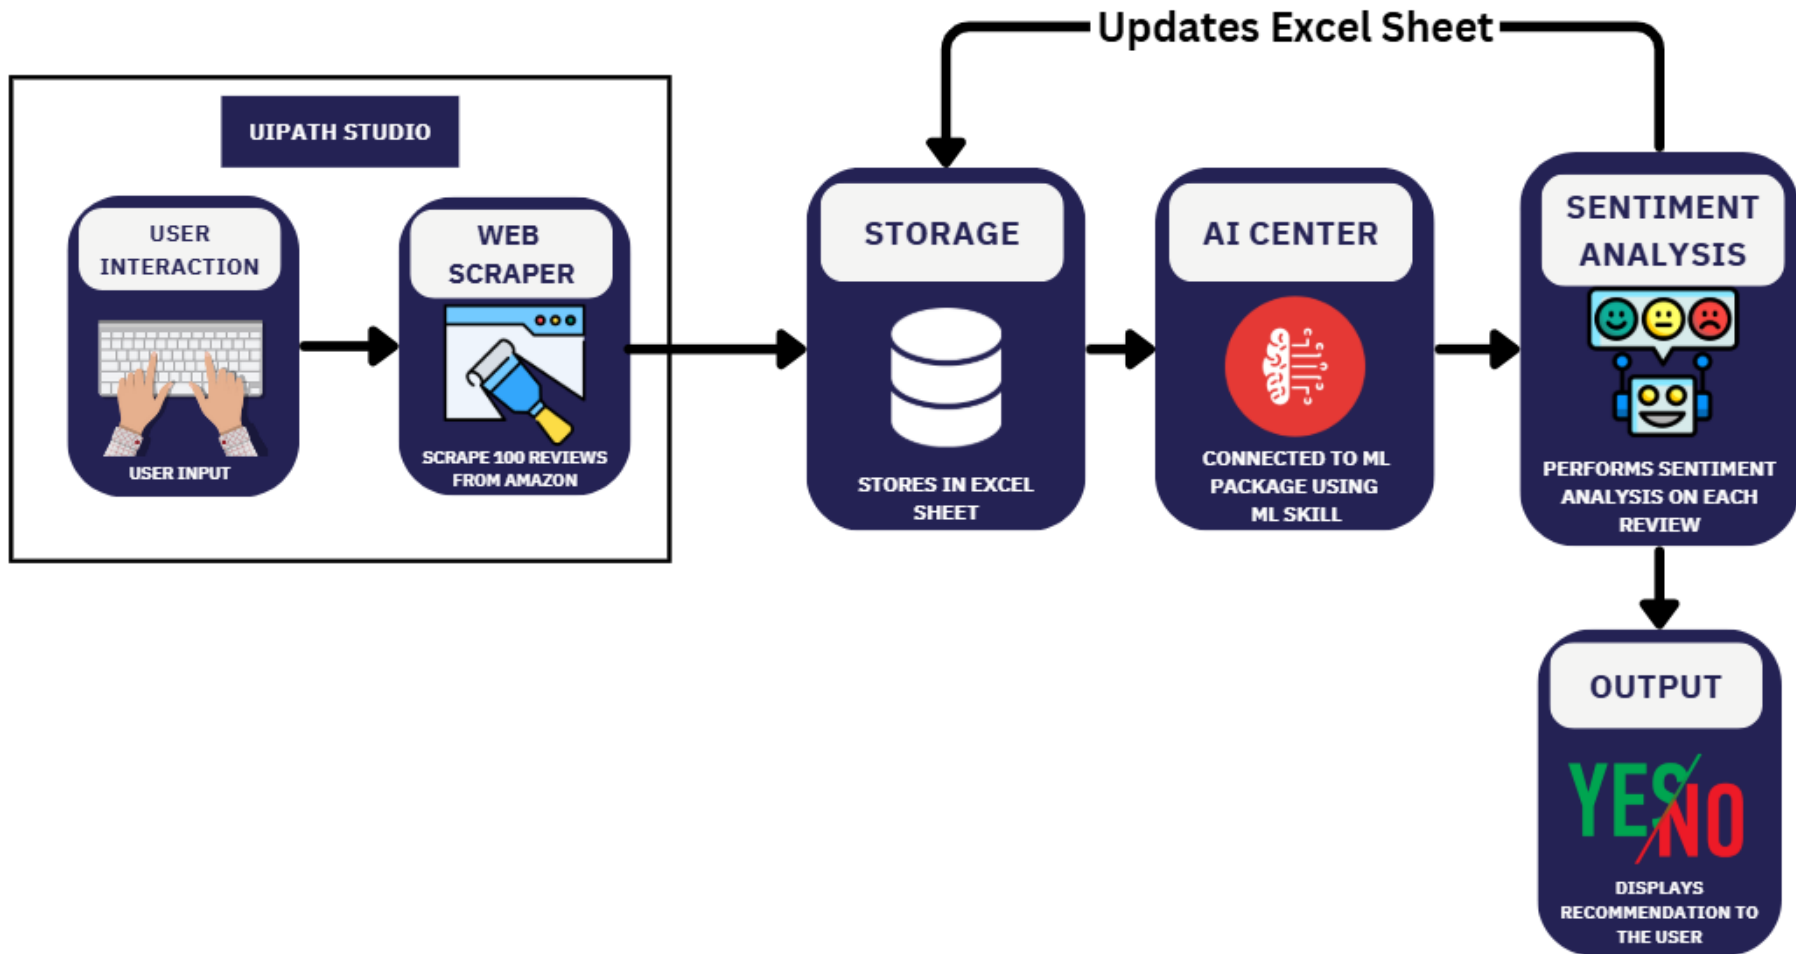 Updates Excel Sheet
UIPATH STUDIO
USER
INTERACTION
USER INPUT
WEB
SCRAPER
SCRAPE 100 REVIEWS
FROM AMAZON
STORAGE
STORES IN EXCEL
SHEET
AI CENTER
CONNECTED TO ML
PACKAGE USING
ML SKILL
SENTIMENT
ANALYSIS
PERFORMS SENTIMENT
ANALYSIS ON EACH
REVIEW
OUTPUT
YES
NO
DISPLAYS
RECOMMENDATION TO
THE USER